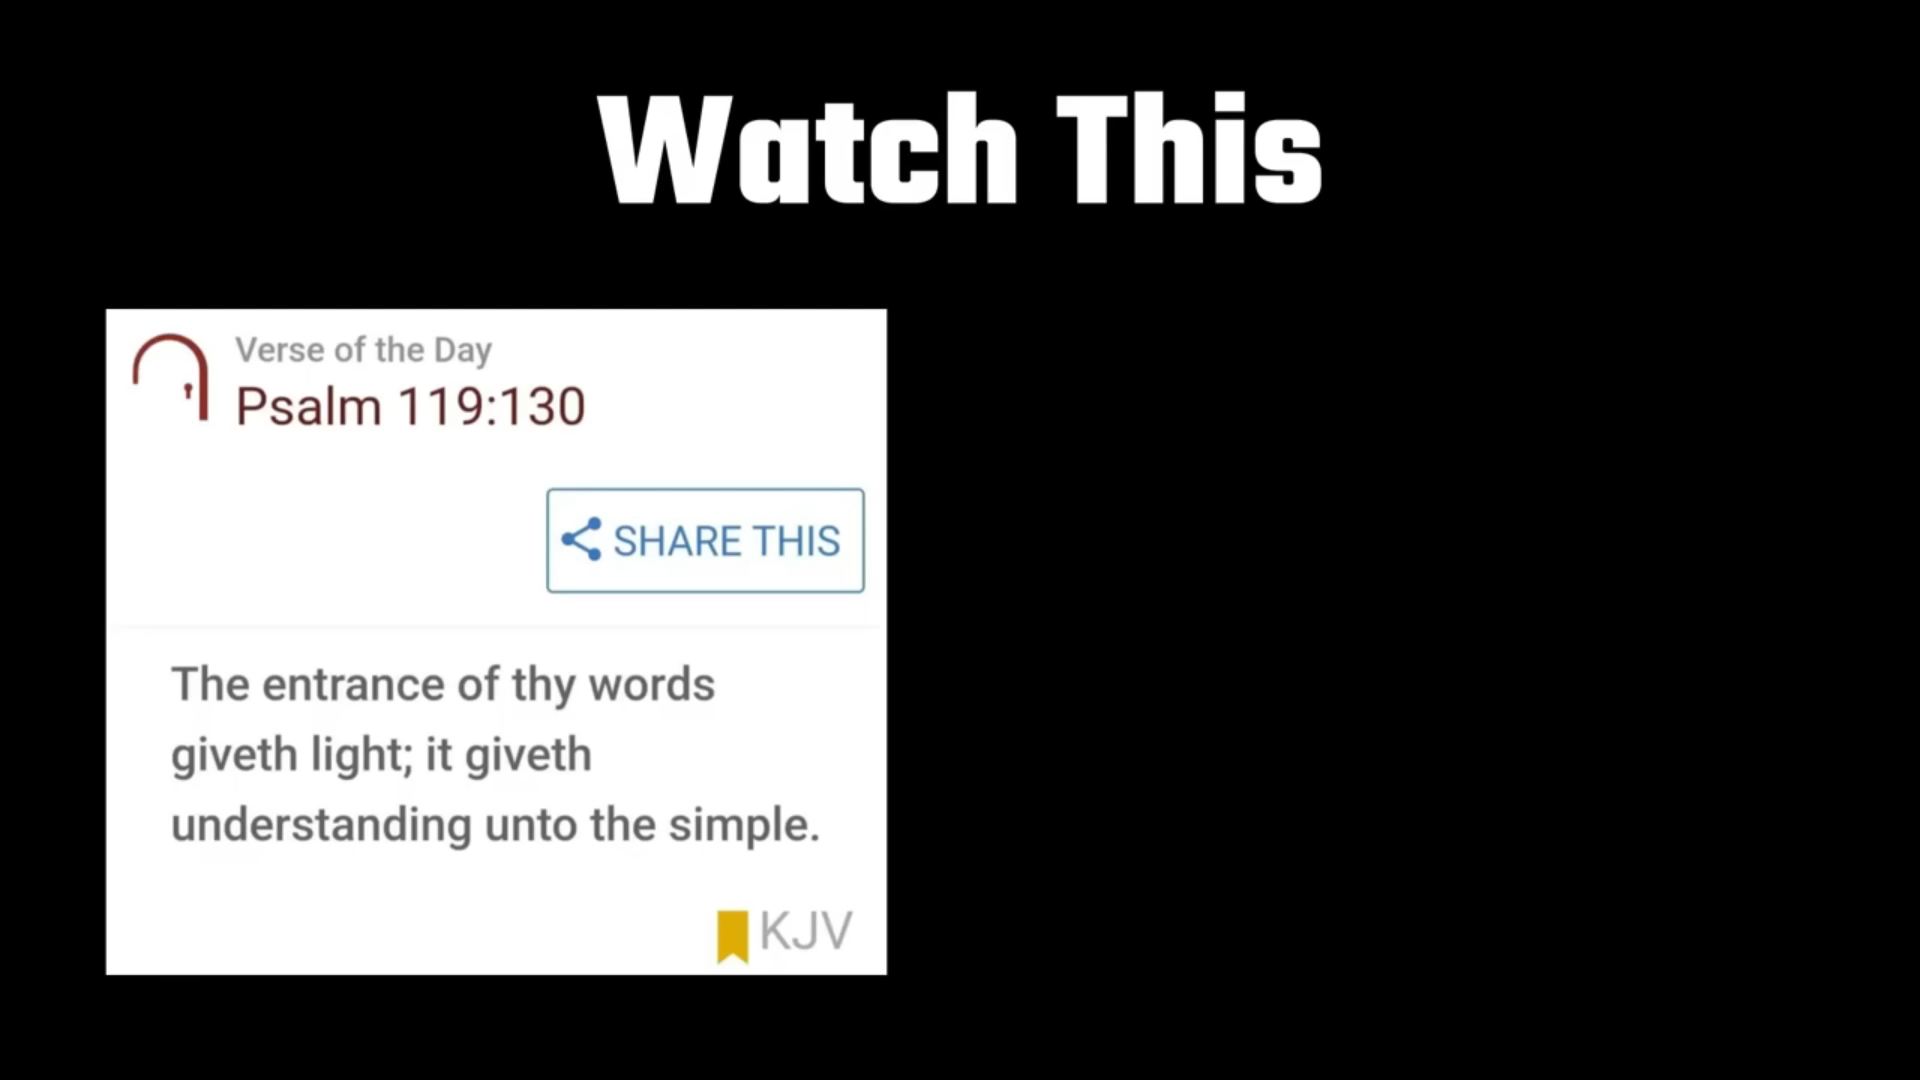 Watch This
Verse of the Day
Psalm 119:130
SHARE THIS
The entrance of thy words
giveth light; it giveth
understanding unto the simple.
KJV